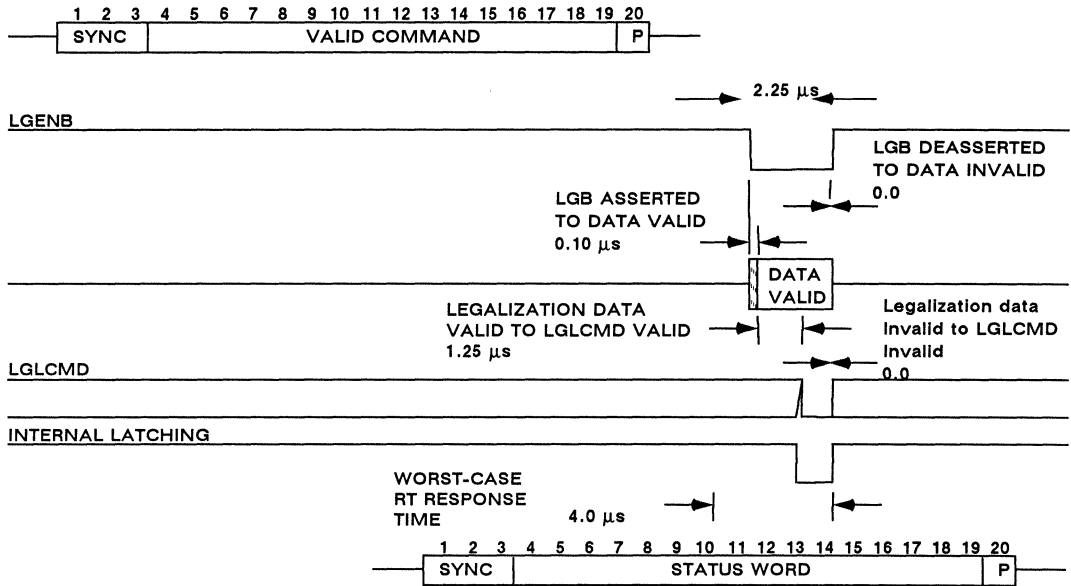 1 2 3 4 5 6 7 8 9 10 11 12 13 14 15 16 17 18 19 20
SYNC VALID COMMAND P
2.25 µs
LGENB
LGB DEASSERTED
TO DATA INVALID
0.0
LGB ASSERTED
TO DATA VALID
0.10 µs
DATA
VALID
LEGALIZATION DATA
VALID TO LGLCMD VALID
1.25 µs
Legalization data
Invalid to LGLCMD
Invalid
0.0
LGLCMD
INTERNAL LATCHING
WORST-CASE
RT RESPONSE
TIME
4.0 µs
1 2 3 4 5 6 7 8 9 10 11 12 13 14 15 16 17 18 19 20
SYNC STATUS WORD P